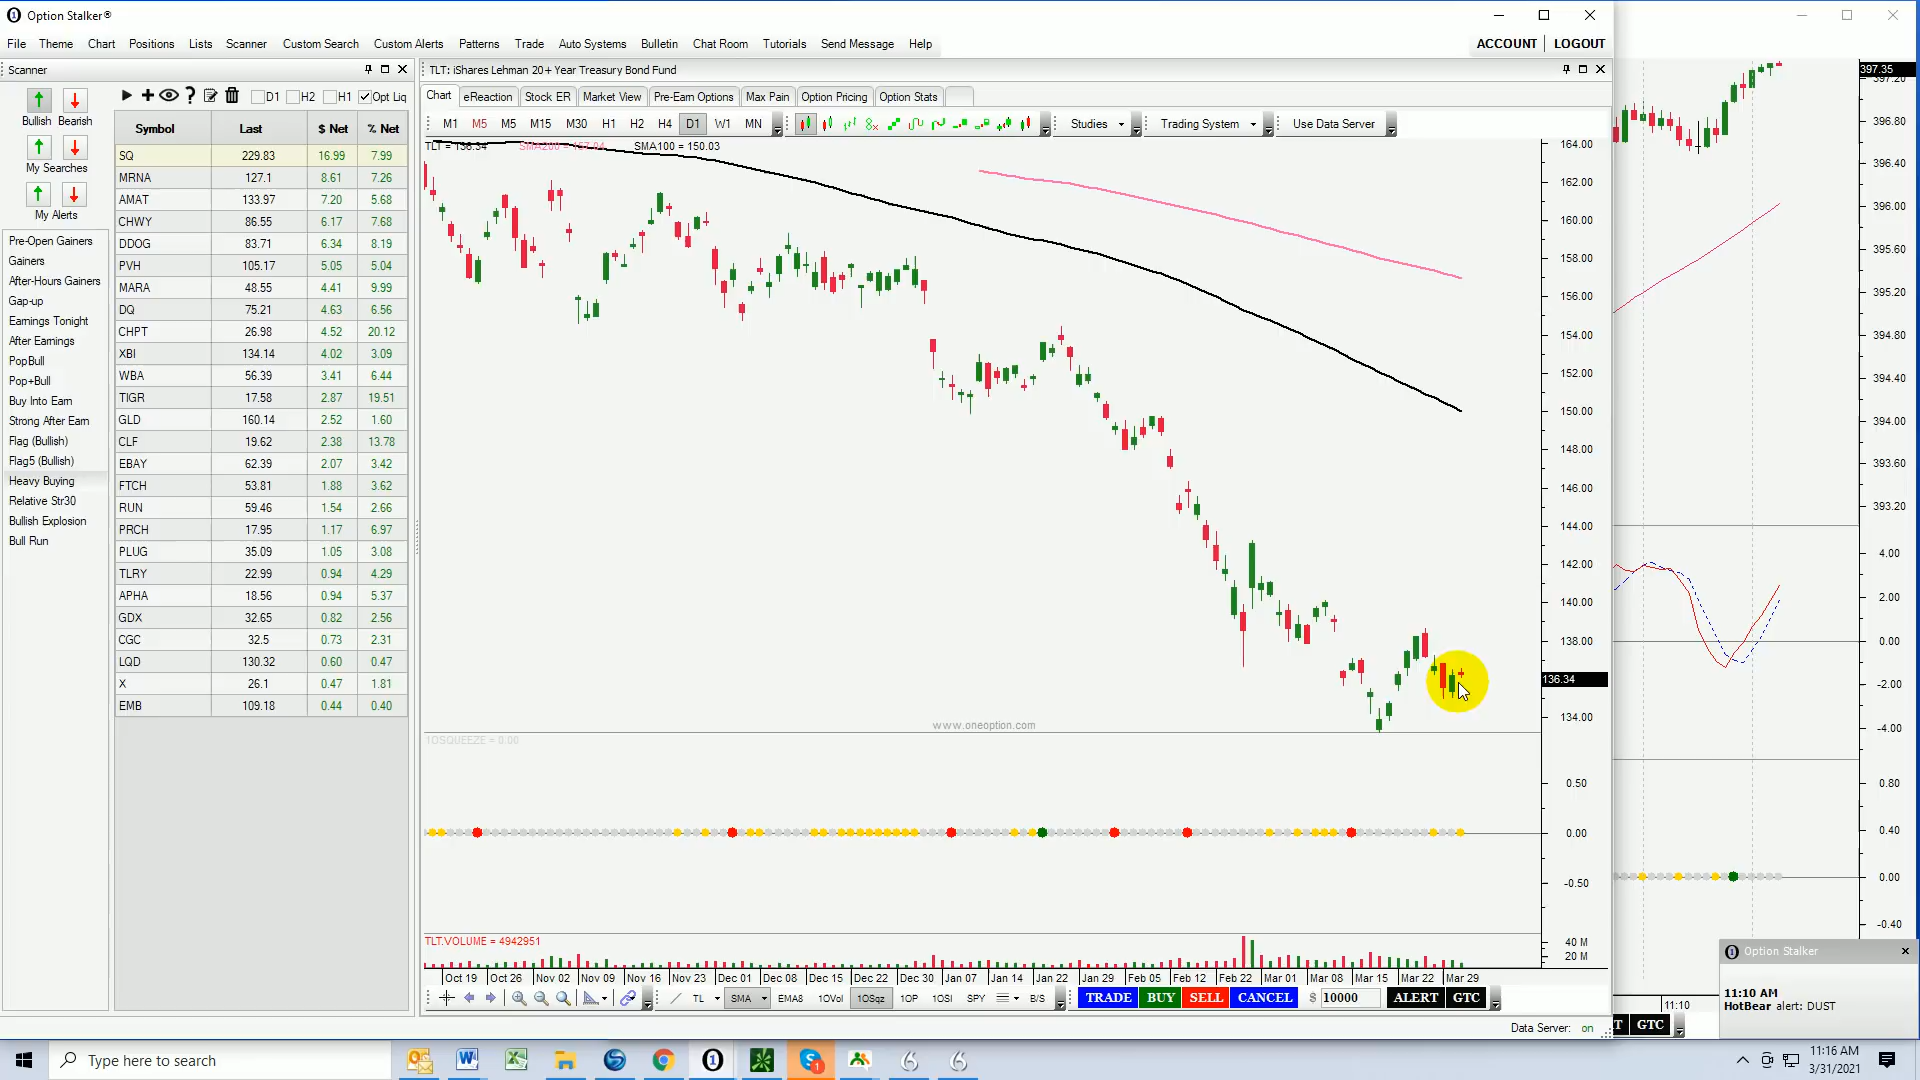 Option Stalker®
File Theme Chart Positions Lists Scanner Custom Search Custom Alerts Patterns Trade Auto Systems Bulletin Chat Room Tutorials Send Message Help ACCOUNT LOGOUT
Scanner
TLT: iShares Lehman 20+ Year Treasury Bond Fund
Chart eReaction Stock ER Market View Pre-Earn Options Max Pain Option Pricing Option Stats
M1 M5 M5 M15 M30 H1 H2 H4 D1 W1 MN Studies Trading System Use Data Server
D1 H2 H1 Opt Liq
Bullish Bearish
My Searches
My Alerts
Pre-Open Gainers
Gainers
After-Hours Gainers
Gap-up
Earnings Tonight
After Earnings
PopBull
Pop+Bull
Buy Into Earn
Strong After Earn
Flag (Bullish)
Flag5 (Bullish)
Heavy Buying
Relative Str30
Bullish Explosion
Bull Run
Symbol Last $ Net % Net
SQ 229.83 16.99 7.99
MRNA 127.1 8.61 7.26
AMAT 133.97 7.20 5.68
CHWY 86.55 6.17 7.68
DDOG 83.71 6.34 8.19
PVH 105.17 5.05 5.04
MARA 48.55 4.41 9.99
DQ 75.21 4.63 6.56
CHPT 26.98 4.52 20.12
XBI 134.14 4.02 3.09
WBA 56.39 3.41 6.44
TIGR 17.58 2.87 19.51
GLD 160.14 2.52 1.60
CLF 19.62 2.38 13.78
EBAY 62.39 2.07 3.42
FTCH 53.81 1.88 3.62
RUN 59.46 1.54 2.66
PRCH 17.95 1.17 6.97
PLUG 35.09 1.05 3.08
TLRY 22.99 0.94 4.29
APHA 18.56 0.94 5.37
GDX 32.65 0.82 2.56
CGC 32.5 0.73 2.31
LQD 130.32 0.60 0.47
X 26.1 0.47 1.81
EMB 109.18 0.44 0.40
TLT = 136.34 SMA200 = 157.04 SMA100 = 150.03
164.00
162.00
160.00
158.00
156.00
154.00
152.00
150.00
148.00
146.00
144.00
142.00
140.00
138.00
136.34
134.00
www.oneoption.com
1OSQUEEZE = 0.00
0.50
0.00
-0.50
TLT.VOLUME = 4942951
40 M
20 M
Oct 19 Oct 26 Nov 02 Nov 09 Nov 16 Nov 23 Dec 01 Dec 08 Dec 15 Dec 22 Dec 30 Jan 07 Jan 14 Jan 22 Jan 29 Feb 05 Feb 12 Feb 22 Mar 01 Mar 08 Mar 15 Mar 22 Mar 29
TL SMA EMA8 1OVol 1OSqz 1OP 1OSI SPY B/S TRADE BUY SELL CANCEL $ 10000 ALERT GTC
Data Server: on
397.35
397.20
396.80
396.40
396.00
395.60
395.20
394.80
394.40
394.00
393.60
393.20
4.00
2.00
0.00
-2.00
-4.00
0.80
0.40
0.00
-0.40
Option Stalker
11:10 AM
HotBear alert: DUST
11:10
T GTC
Type here to search
11:16 AM
3/31/2021